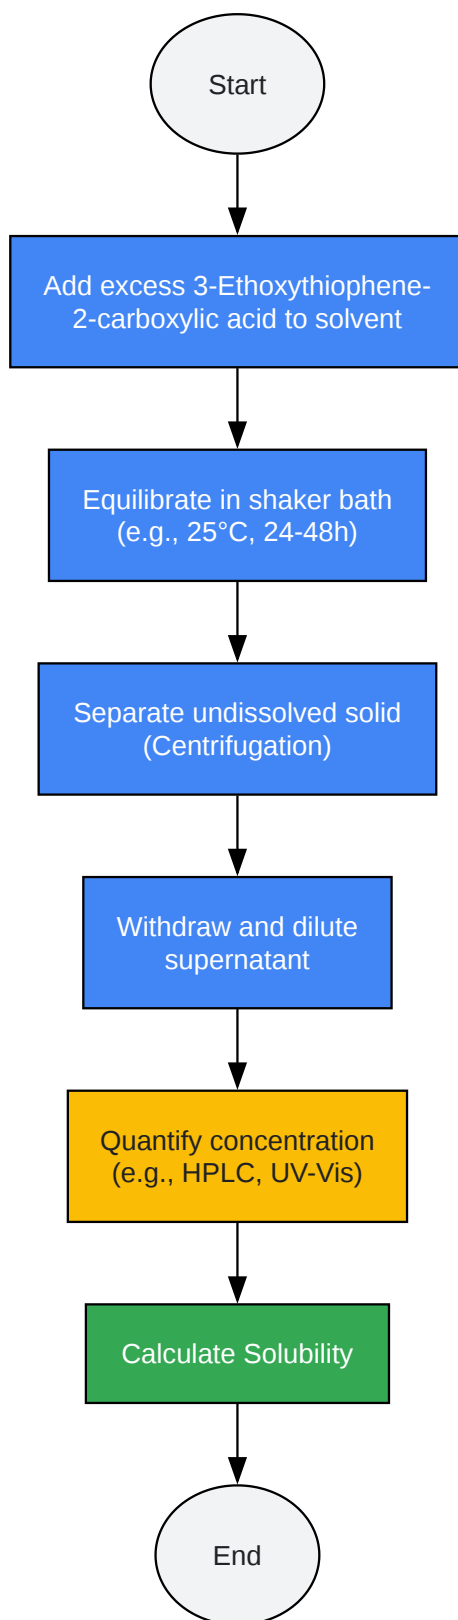 Start
Add excess 3-Ethoxythiophene-
2-carboxylic acid to solvent
Equilibrate in shaker bath
(e.g., 25°C, 24-48h)
Separate undissolved solid
(Centrifugation)
Withdraw and dilute
supernatant
Quantify concentration
(e.g., HPLC, UV-Vis)
Calculate Solubility
End